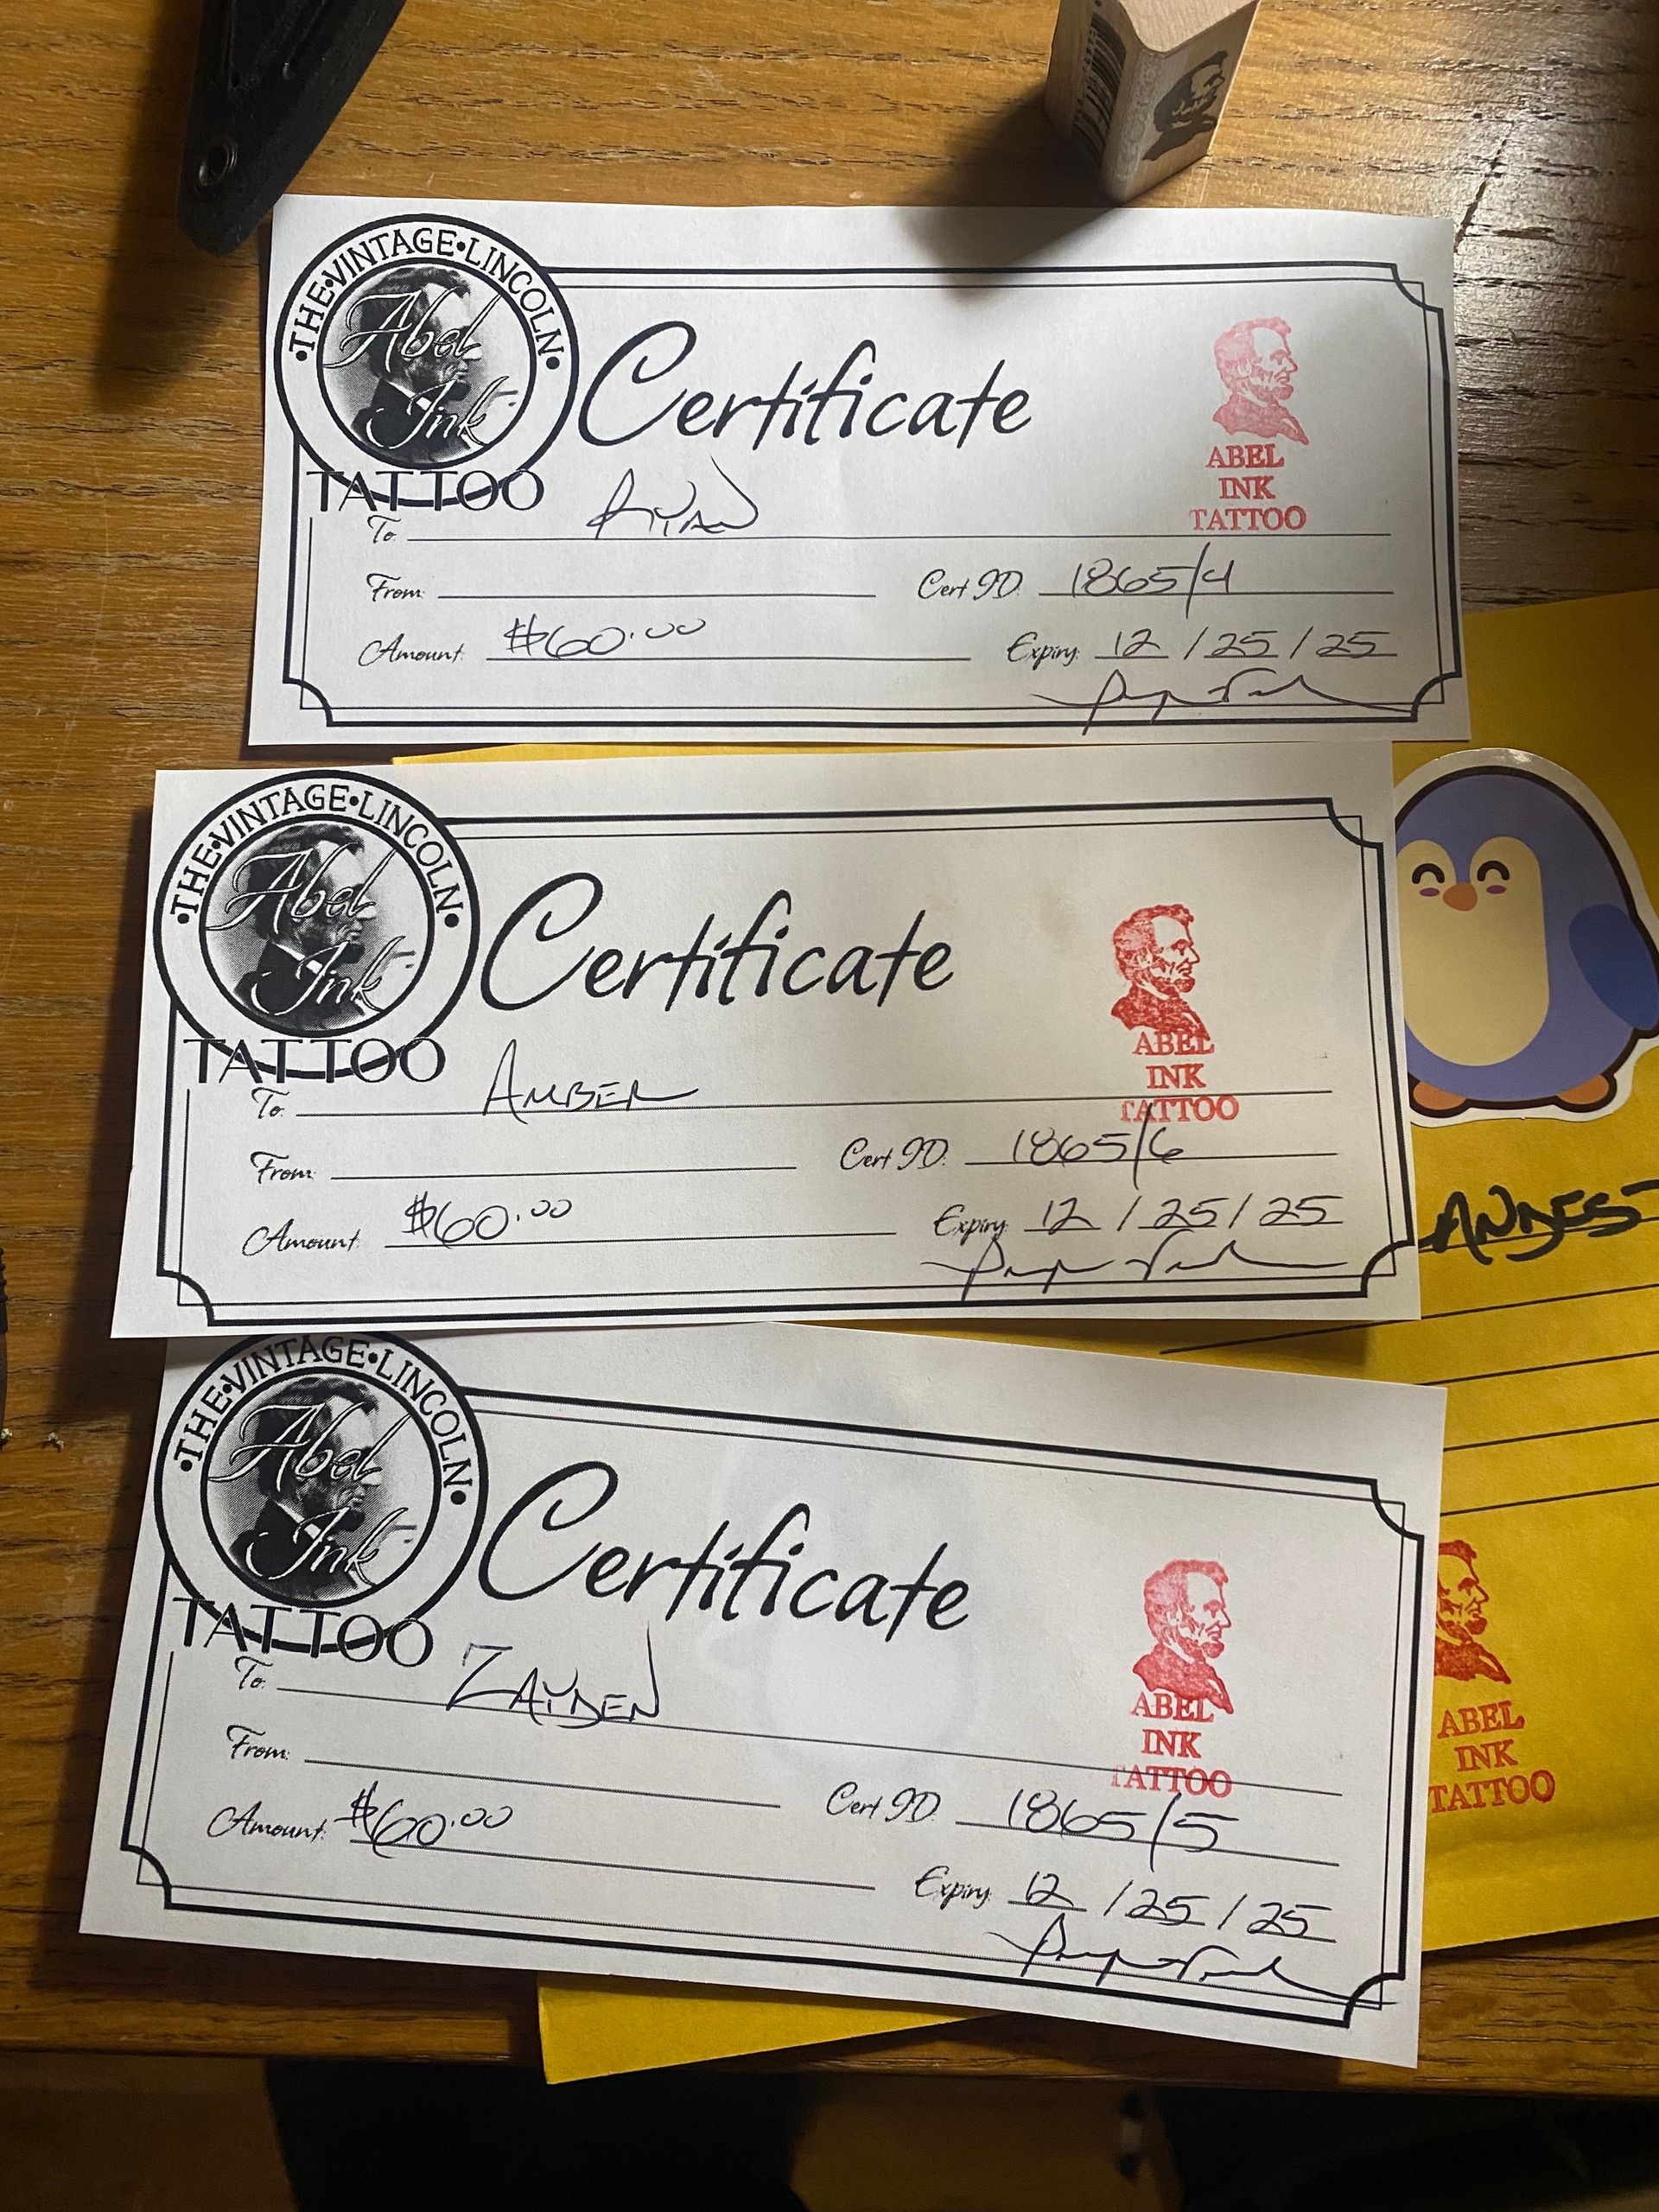 •THE•VINTAGE•LINCOLN•
Abel
Ink
TATTOO
Certificate
ABEL
INK
TATTOO
To: RYAN
From: Cert ID: 1865/4
Amount: $60.00 Expiry: 12 / 25 / 25
•THE•VINTAGE•LINCOLN•
Abel
Ink
TATTOO
Certificate
ABEL
INK
TATTOO
To: AMBER
From: Cert ID: 1865/6
Amount: $60.00 Expiry: 12 / 25 / 25
•THE•VINTAGE•LINCOLN•
Abel
Ink
TATTOO
Certificate
ABEL
INK
TATTOO
To: ZAYDEN
From: Cert ID: 1865/5
Amount: $60.00
Expiry: 12 / 25 / 25
ABEL
INK
TATTOO